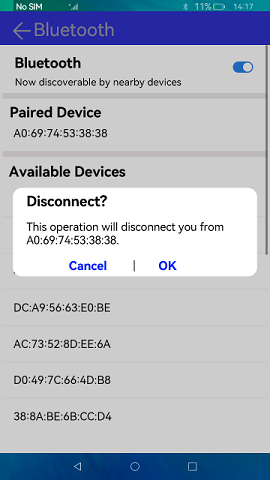 No SIM 11% 14:17
Bluetooth
Bluetooth
Now discoverable by nearby devices
Paired Device
A0:69:74:53:38:38
Available Devices
Disconnect?
This operation will disconnect you from
A0:69:74:53:38:38.
Cancel | OK
DC:A9:56:63:E0:BE
AC:73:52:8D:EE:6A
D0:49:7C:66:4D:B8
38:8A:BE:6B:CC:D4